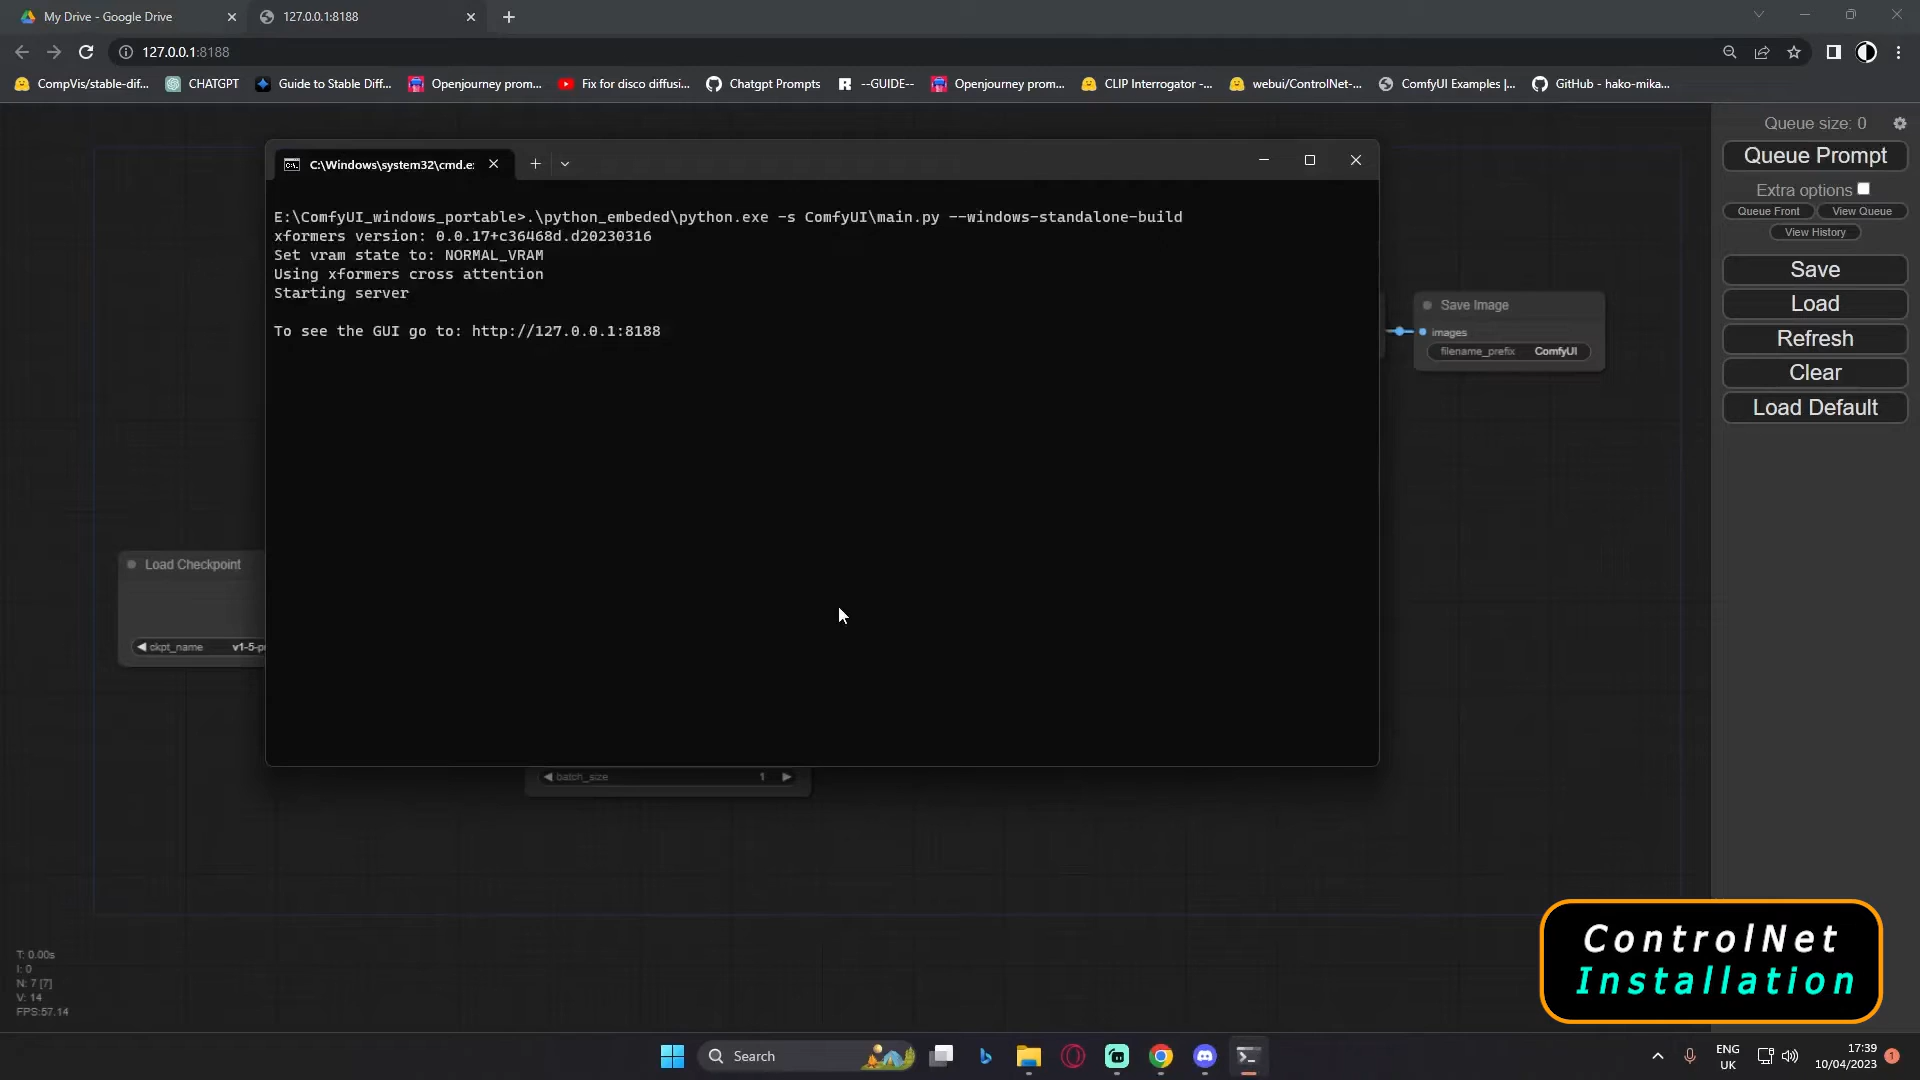 My Drive - Google Drive
127.0.0.1:8188
127.0.0.1:8188
CompVis/stable-dif...
CHATGPT
Guide to Stable Diff...
Openjourney prom...
Fix for disco diffusi...
Chatgpt Prompts
--GUIDE--
Openjourney prom...
CLIP Interrogator -...
webui/ControlNet-...
ComfyUI Examples |...
GitHub - hako-mika...
Queue size: 0
Queue Prompt
Extra options
Queue Front
View Queue
View History
Save
Load
Refresh
Clear
Load Default
C:\Windows\system32\cmd.e
E:\ComfyUI_windows_portable>.\python_embeded\python.exe -s ComfyUI\main.py --windows-standalone-build
xformers version: 0.0.17+c36468d.d20230316
Set vram state to: NORMAL_VRAM
Using xformers cross attention
Starting server
To see the GUI go to: http://127.0.0.1:8188
Save Image
images
filename_prefix ComfyUI
Load Checkpoint
ckpt_name v1-5-p
batch_size 1
T: 0.00s
I: 0
N: 7 [7]
V: 14
FPS:57.14
ControlNet
Installation
Search
ENG
UK
17:39
10/04/2023
1